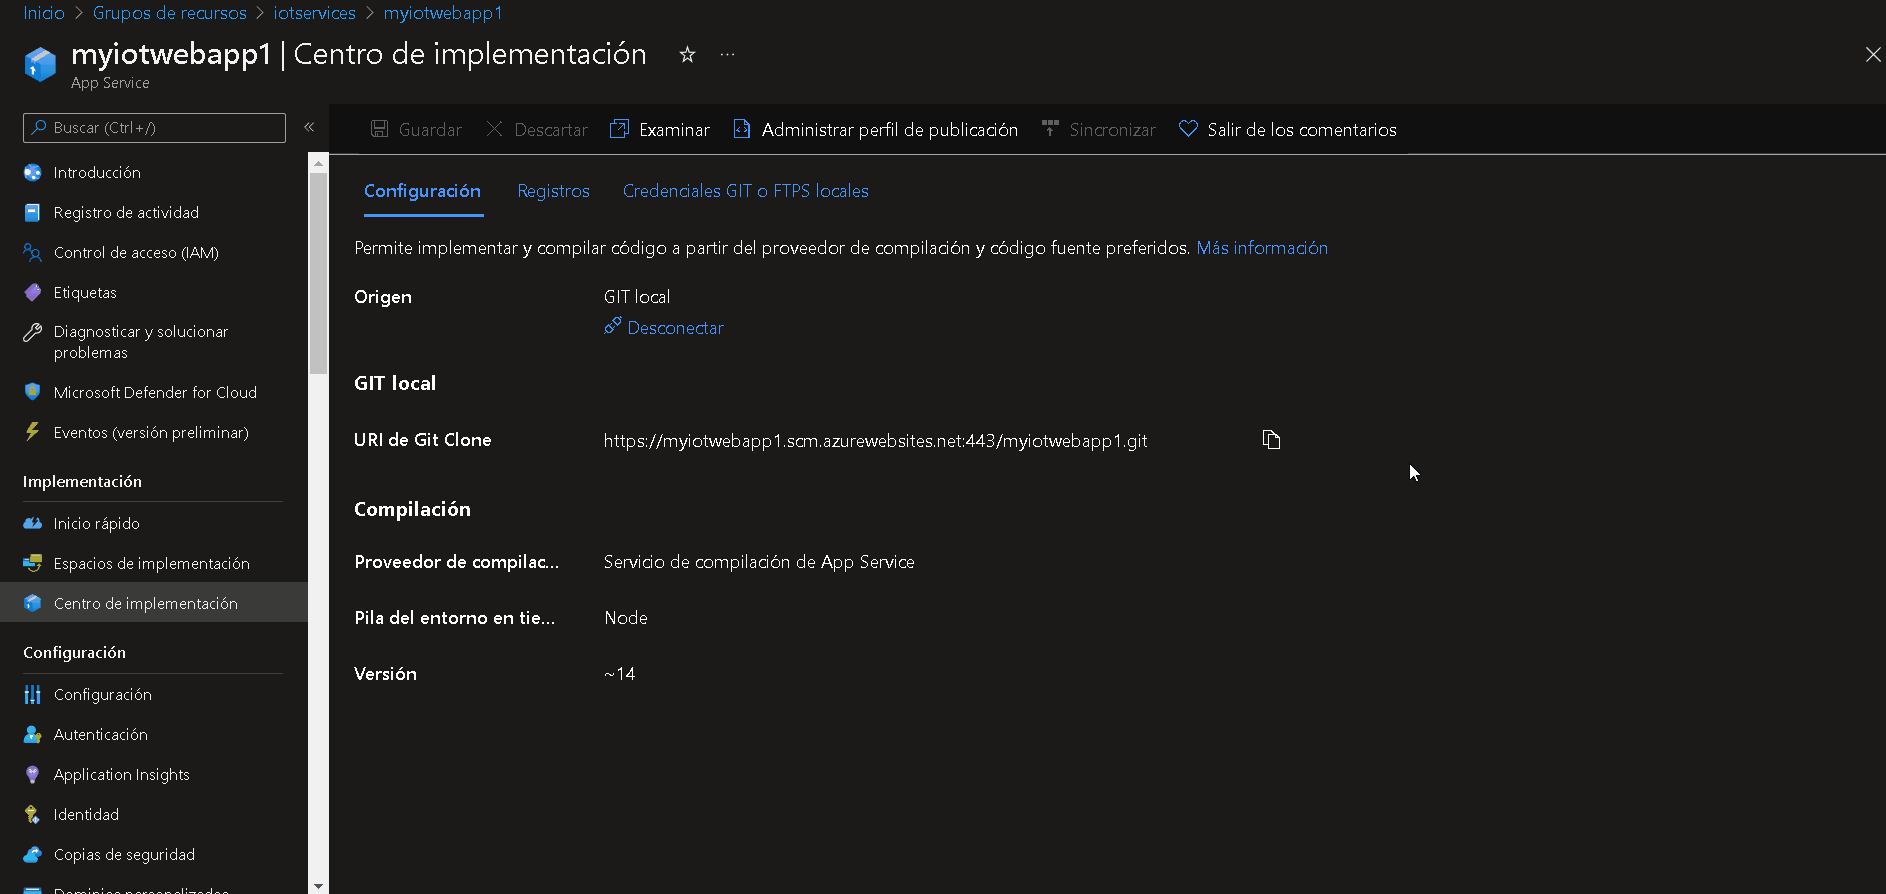 Inicio > Grupos de recursos > iotservices > myiotwebapp1
myiotwebapp1 | Centro de implementación
App Service
Buscar (Ctrl+/)
Introducción
Registro de actividad
Control de acceso (IAM)
Etiquetas
Diagnosticar y solucionar
problemas
Microsoft Defender for Cloud
Eventos (versión preliminar)
Implementación
Inicio rápido
Espacios de implementación
Centro de implementación
Configuración
Configuración
Autenticación
Application Insights
Identidad
Copias de seguridad
Dominios personalizados
Guardar Descartar Examinar Administrar perfil de publicación Sincronizar Salir de los comentarios
Configuración Registros Credenciales GIT o FTPS locales
Permite implementar y compilar código a partir del proveedor de compilación y código fuente preferidos. Más información
Origen GIT local
Desconectar
GIT local
URI de Git Clone https://myiotwebapp1.scm.azurewebsites.net:443/myiotwebapp1.git
Compilación
Proveedor de compilac... Servicio de compilación de App Service
Pila del entorno en tie... Node
Versión ~14